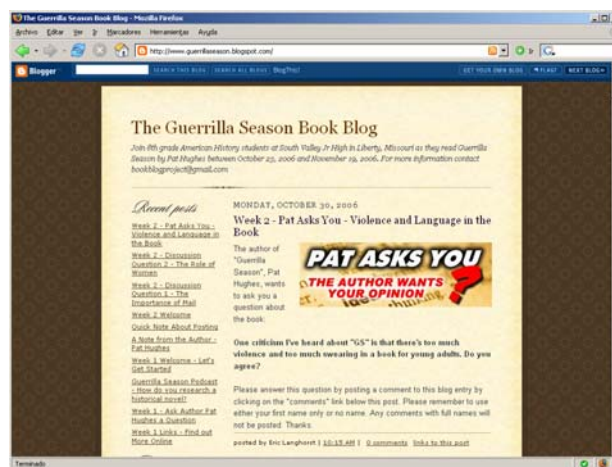 The Guerrilla Season Book Blog - Mozilla Firefox
Archivo Editar Ver Ir Marcadores Herramientas Ayuda
http://www.guerrillaseason.blogspot.com/
Blogger SEARCH THIS BLOG SEARCH ALL BLOGS BlogThis! GET YOUR OWN BLOG FLAG? NEXT BLOG»
The Guerrilla Season Book Blog
Join 8th grade American History students at South Valley Jr High in Liberty, Missouri as they read Guerrilla
Season by Pat Hughes between October 23, 2006 and November 19, 2006. For more information contact
bookblogproject@gmail.com
Recent posts
Week 2 - Pat Asks You -
Violence and Language in
the Book
Week 2 - Discussion
Question 2 - The Role of
Women
Week 2 - Discussion
Question 1 - The
Importance of Mail
Week 2 Welcome
Quick Note About Posting
A Note from the Author -
Pat Hughes
Week 1 Welcome - Let's
Get Started
Guerrilla Season Podcast
- How do you research a
historical novel?
Week 1 - Ask Author Pat
Hughes a Question
Week 1 Links - Find out
More Online
MONDAY, OCTOBER 30, 2006
Week 2 - Pat Asks You - Violence and Language in the
Book
The author of
"Guerrilla
Season", Pat
Hughes, wants
to ask you a
question about
the book:
PAT ASKS YOU
THE AUTHOR WANTS
YOUR OPINION
?
One criticism I've heard about "GS" is that there's too much
violence and too much swearing in a book for young adults. Do you
agree?
Please answer this question by posting a comment to this blog entry by
clicking on the "comments" link below this post. Please remember to use
either your first name only or no name. Any comments with full names will
not be posted. Thanks.
posted by Eric Langhorst | 10:15 AM | 0 comments links to this post
Terminado